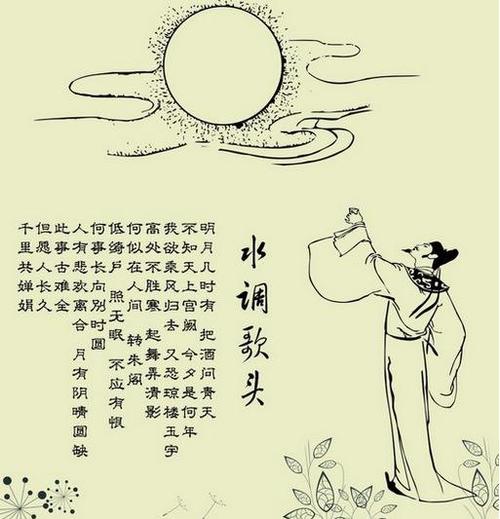 水调歌头
明月几时有 把酒问青天
不知天上宫阙 今夕是何年
我欲乘风归去 又恐琼楼玉宇
高处不胜寒 起舞弄清影
何似在人间 转朱阁
低绮户 照无眠 不应有恨
何事长向别时圆
人有悲欢离合 月有阴晴圆缺
此事古难全
但愿人长久
千里共婵娟